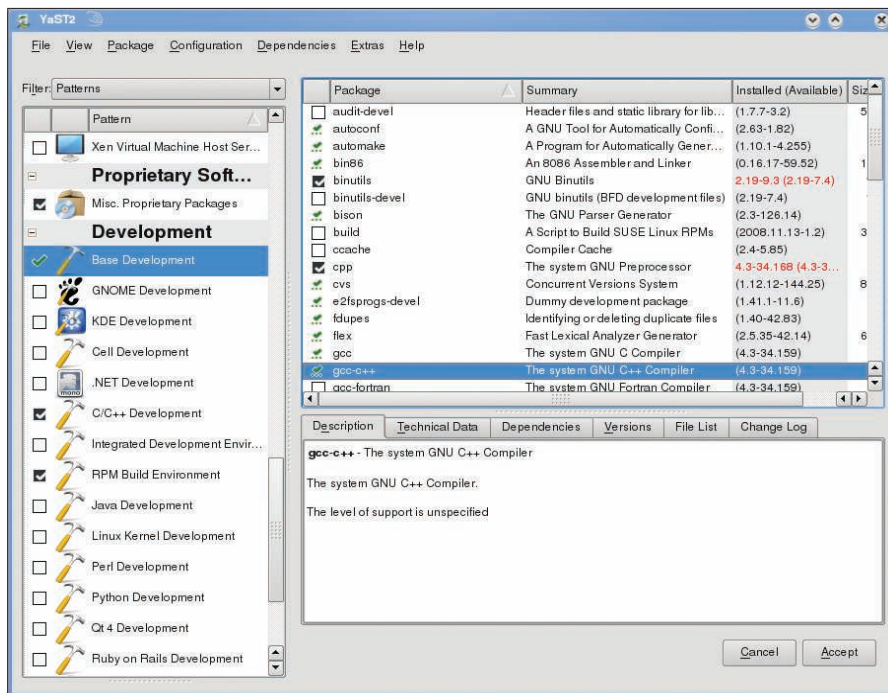 YaST2
File View Package Configuration Dependencies Extras Help
Filter: Patterns
Pattern
Xen Virtual Machine Host Ser...
Proprietary Soft...
Misc. Proprietary Packages
Development
Base Development
GNOME Development
KDE Development
Cell Development
mono
.NET Development
C/C++ Development
Integrated Development Envir...
RPM Build Environment
Java Development
Linux Kernel Development
Perl Development
Python Development
Qt 4 Development
Ruby on Rails Development
Package Summary Installed (Available) Siz
audit-devel Header files and static library for lib... (1.7.7-3.2) 5
autoconf A GNU Tool for Automatically Confi... (2.63-1.82)
automake A Program for Automatically Gener... (1.10.1-4.255)
bin86 An 8086 Assembler and Linker (0.16.17-59.52) 1
binutils GNU Binutils 2.19-9.3 (2.19-7.4)
binutils-devel GNU binutils (BFD development files) (2.19-7.4)
bison The GNU Parser Generator (2.3-126.14)
build A Script to Build SUSE Linux RPMs (2008.11.13-1.2) 3
ccache Compiler Cache (2.4-5.85)
cpp The system GNU Preprocessor 4.3-34.168 (4.3-3...
cvs Concurrent Versions System (1.12.12-144.25) 8
e2fsprogs-devel Dummy development package (1.41.1-11.6)
fdupes Identifying or deleting duplicate files (1.40-42.83)
flex Fast Lexical Analyzer Generator (2.5.35-42.14) 6
gcc The system GNU C Compiler (4.3-34.159)
gcc-c++ The system GNU C++ Compiler (4.3-34.159)
gcc-fortran The system GNU Fortran Compiler (4.3-34.159)
Description Technical Data Dependencies Versions File List Change Log
gcc-c++ - The system GNU C++ Compiler
The system GNU C++ Compiler.
The level of support is unspecified
Cancel Accept